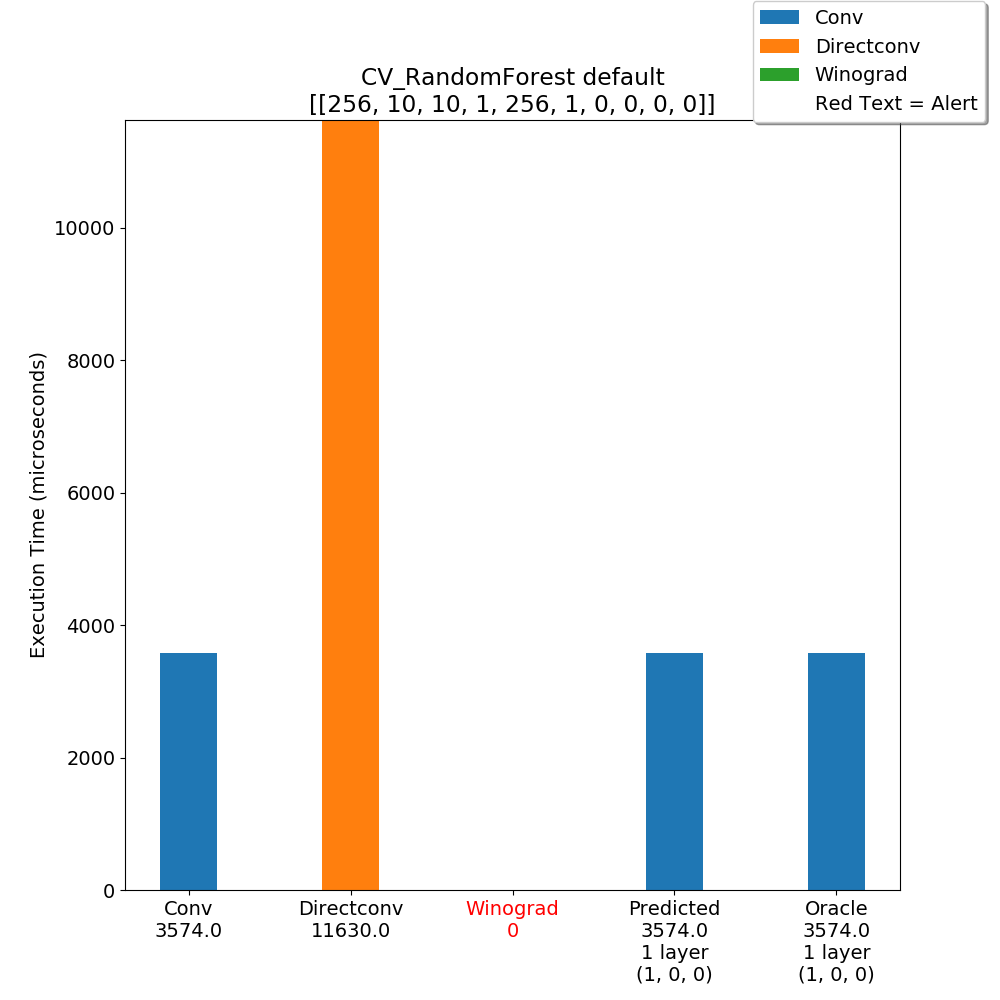 Conv
Directconv
Winograd
Red Text = Alert
CV_RandomForest default
[[256, 10, 10, 1, 256, 1, 0, 0, 0, 0]]
Execution Time (microseconds)
10000
8000
6000
4000
2000
0
Conv
3574.0
Directconv
11630.0
Winograd
0
Predicted
3574.0
1 layer
(1, 0, 0)
Oracle
3574.0
1 layer
(1, 0, 0)